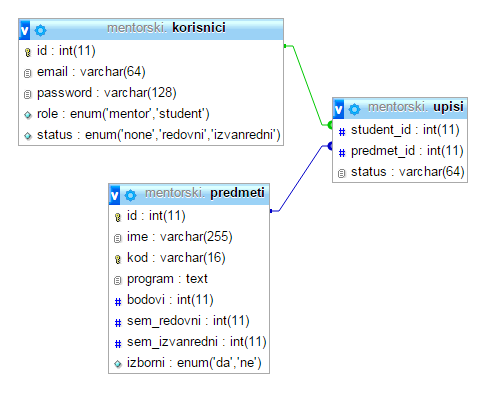 mentorski. korisnici
id : int(11)
email : varchar(64)
password : varchar(128)
role : enum('mentor','student')
status : enum('none','redovni','izvanredni')
mentorski. upisi
student_id : int(11)
predmet_id : int(11)
status : varchar(64)
mentorski. predmeti
id : int(11)
ime : varchar(255)
kod : varchar(16)
program : text
bodovi : int(11)
sem_redovni : int(11)
sem_izvanredni : int(11)
izborni : enum('da','ne')